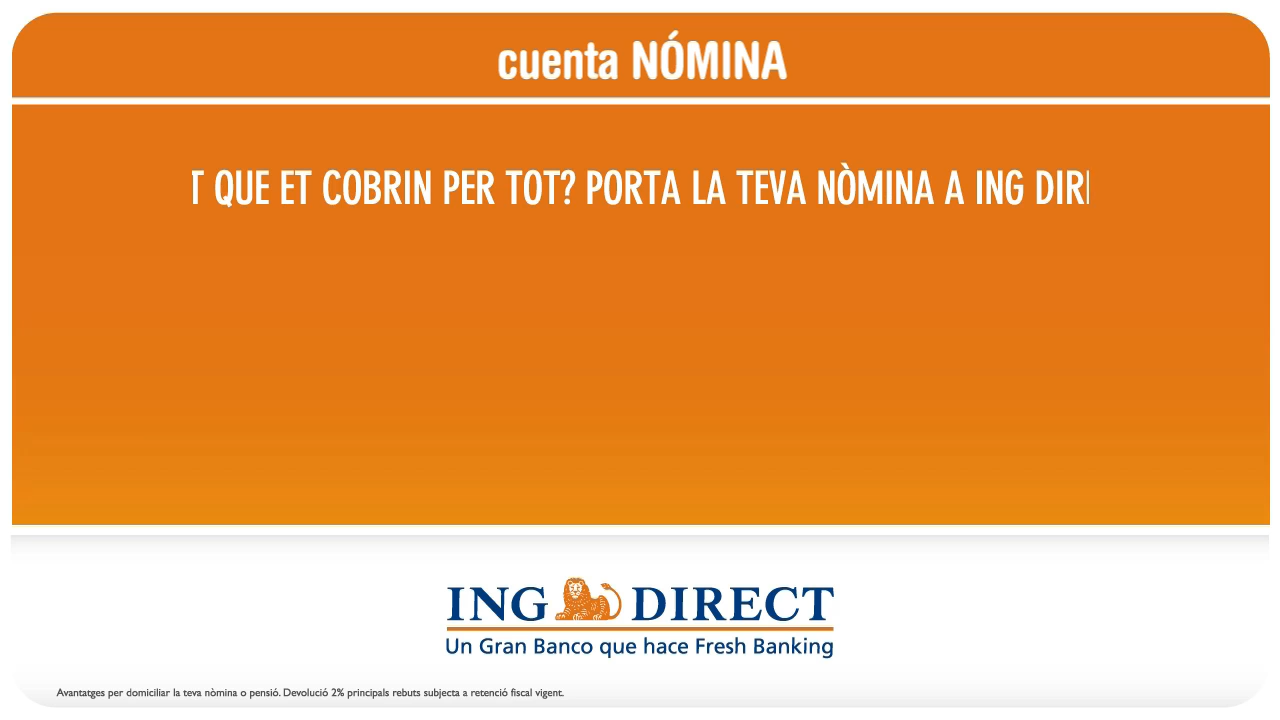 cuenta NÓMINA
T QUE ET COBRIN PER TOT? PORTA LA TEVA NÒMINA A ING DIR
ING DIRECT
Un Gran Banco que hace Fresh Banking
Avantatges per domiciliar la teva nòmina o pensió. Devolució 2% principals rebuts subjecta a retenció fiscal vigent.